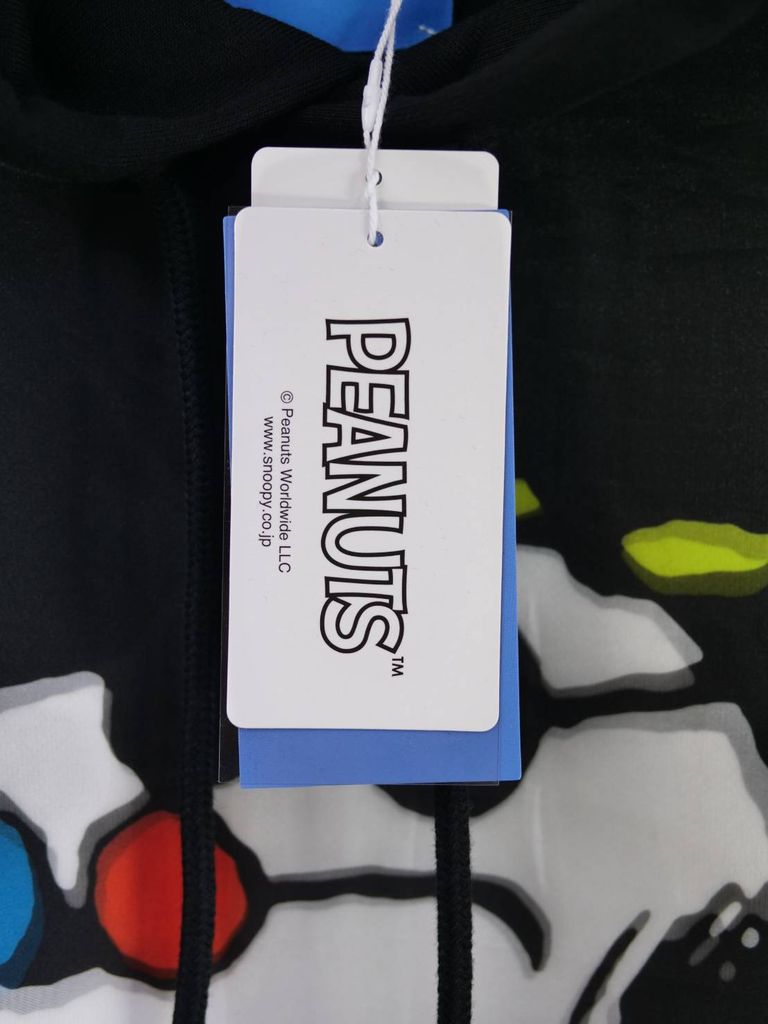 PEANUTS™
© Peanuts Worldwide LLC
www.snoopy.co.jp